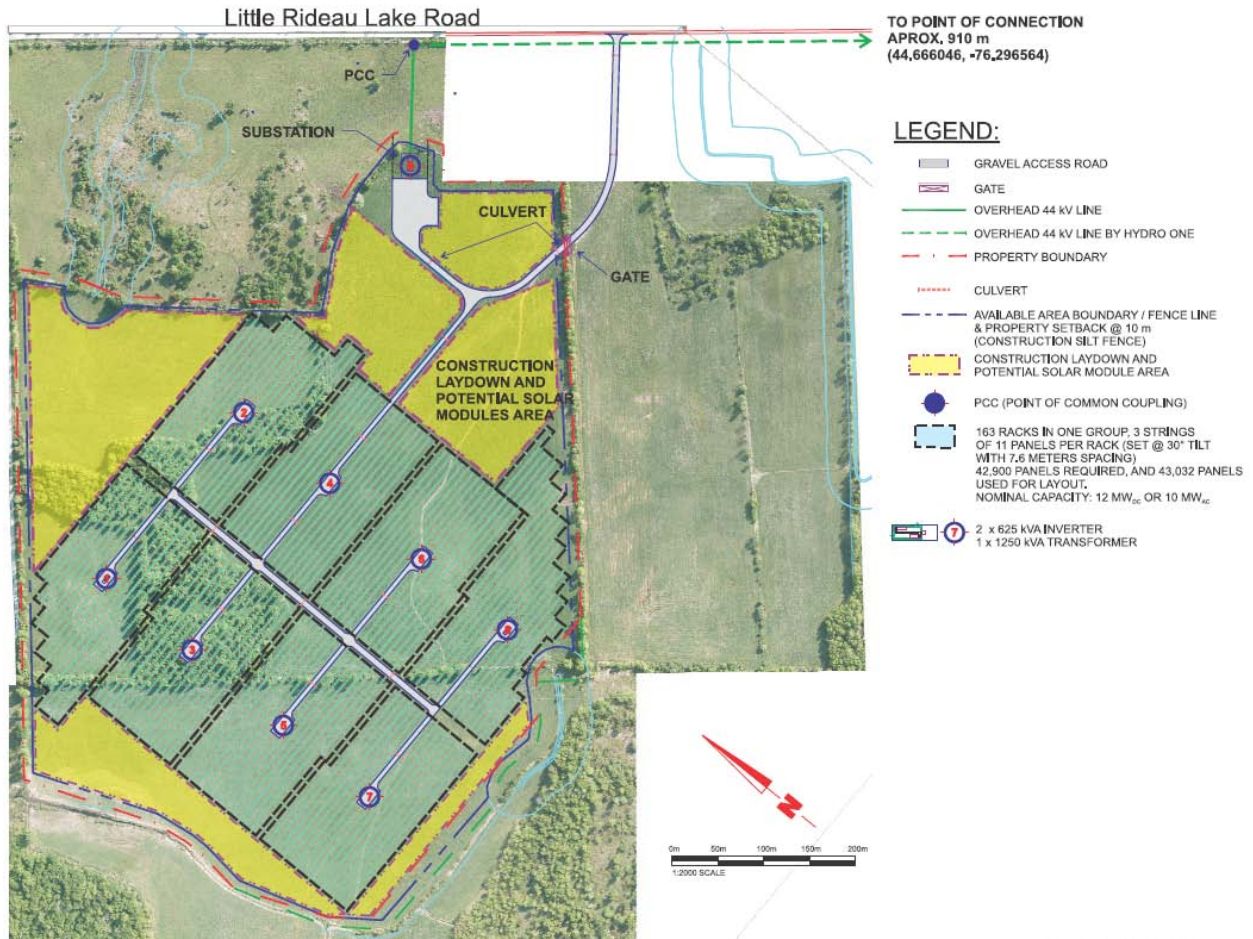 Little Rideau Lake Road
TO POINT OF CONNECTION
APROX, 910 m
(44,666046, -76,296564)
PCC
SUBSTATION
CULVERT
GATE
CONSTRUCTION
LAYDOWN AND
POTENTIAL SOLAR
MODULES AREA
2
4
3
7
LEGEND:
GRAVEL ACCESS ROAD
GATE
OVERHEAD 44 kV LINE
OVERHEAD 44 kV LINE BY HYDRO ONE
PROPERTY BOUNDARY
CULVERT
AVAILABLE AREA BOUNDARY / FENCE LINE
& PROPERTY SETBACK @ 10 m
(CONSTRUCTION SILT FENCE)
CONSTRUCTION LAYDOWN AND
POTENTIAL SOLAR MODULE AREA
PCC (POINT OF COMMON COUPLING)
163 RACKS IN ONE GROUP, 3 STRINGS
OF 11 PANELS PER RACK (SET @ 30° TILT
WITH 7.6 METERS SPACING)
42,900 PANELS REQUIRED, AND 43,032 PANELS
USED FOR LAYOUT.
NOMINAL CAPACITY: 12 MWDC OR 10 MWAC
7
2 x 625 kVA INVERTER
1 x 1250 kVA TRANSFORMER
N
0m 50m 100m 150m 200m
1:2000 SCALE